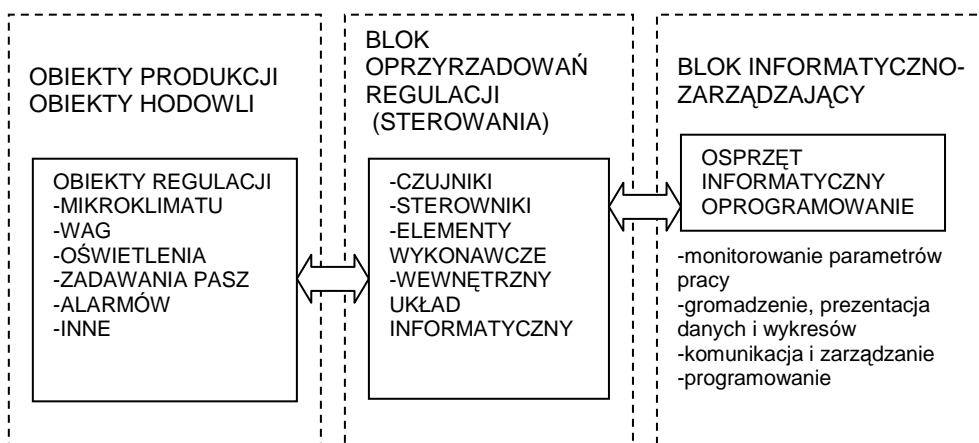 OBIEKTY PRODUKCJI
OBIEKTY HODOWLI
OBIEKTY REGULACJI
-MIKROKLIMATU
-WAG
-OŚWIETLENIA
-ZADAWANIA PASZ
-ALARMÓW
-INNE
BLOK
OPRZYRZADOWAŃ
REGULACJI
(STEROWANIA)
-CZUJNIKI
-STEROWNIKI
-ELEMENTY
WYKONAWCZE
-WEWNĘTRZNY
UKŁAD
INFORMATYCZNY
BLOK INFORMATYCZNO-
ZARZĄDZAJĄCY
OSPRZĘT
INFORMATYCZNY
OPROGRAMOWANIE
-monitorowanie parametrów
pracy
-gromadzenie, prezentacja
danych i wykresów
-komunikacja i zarządzanie
-programowanie